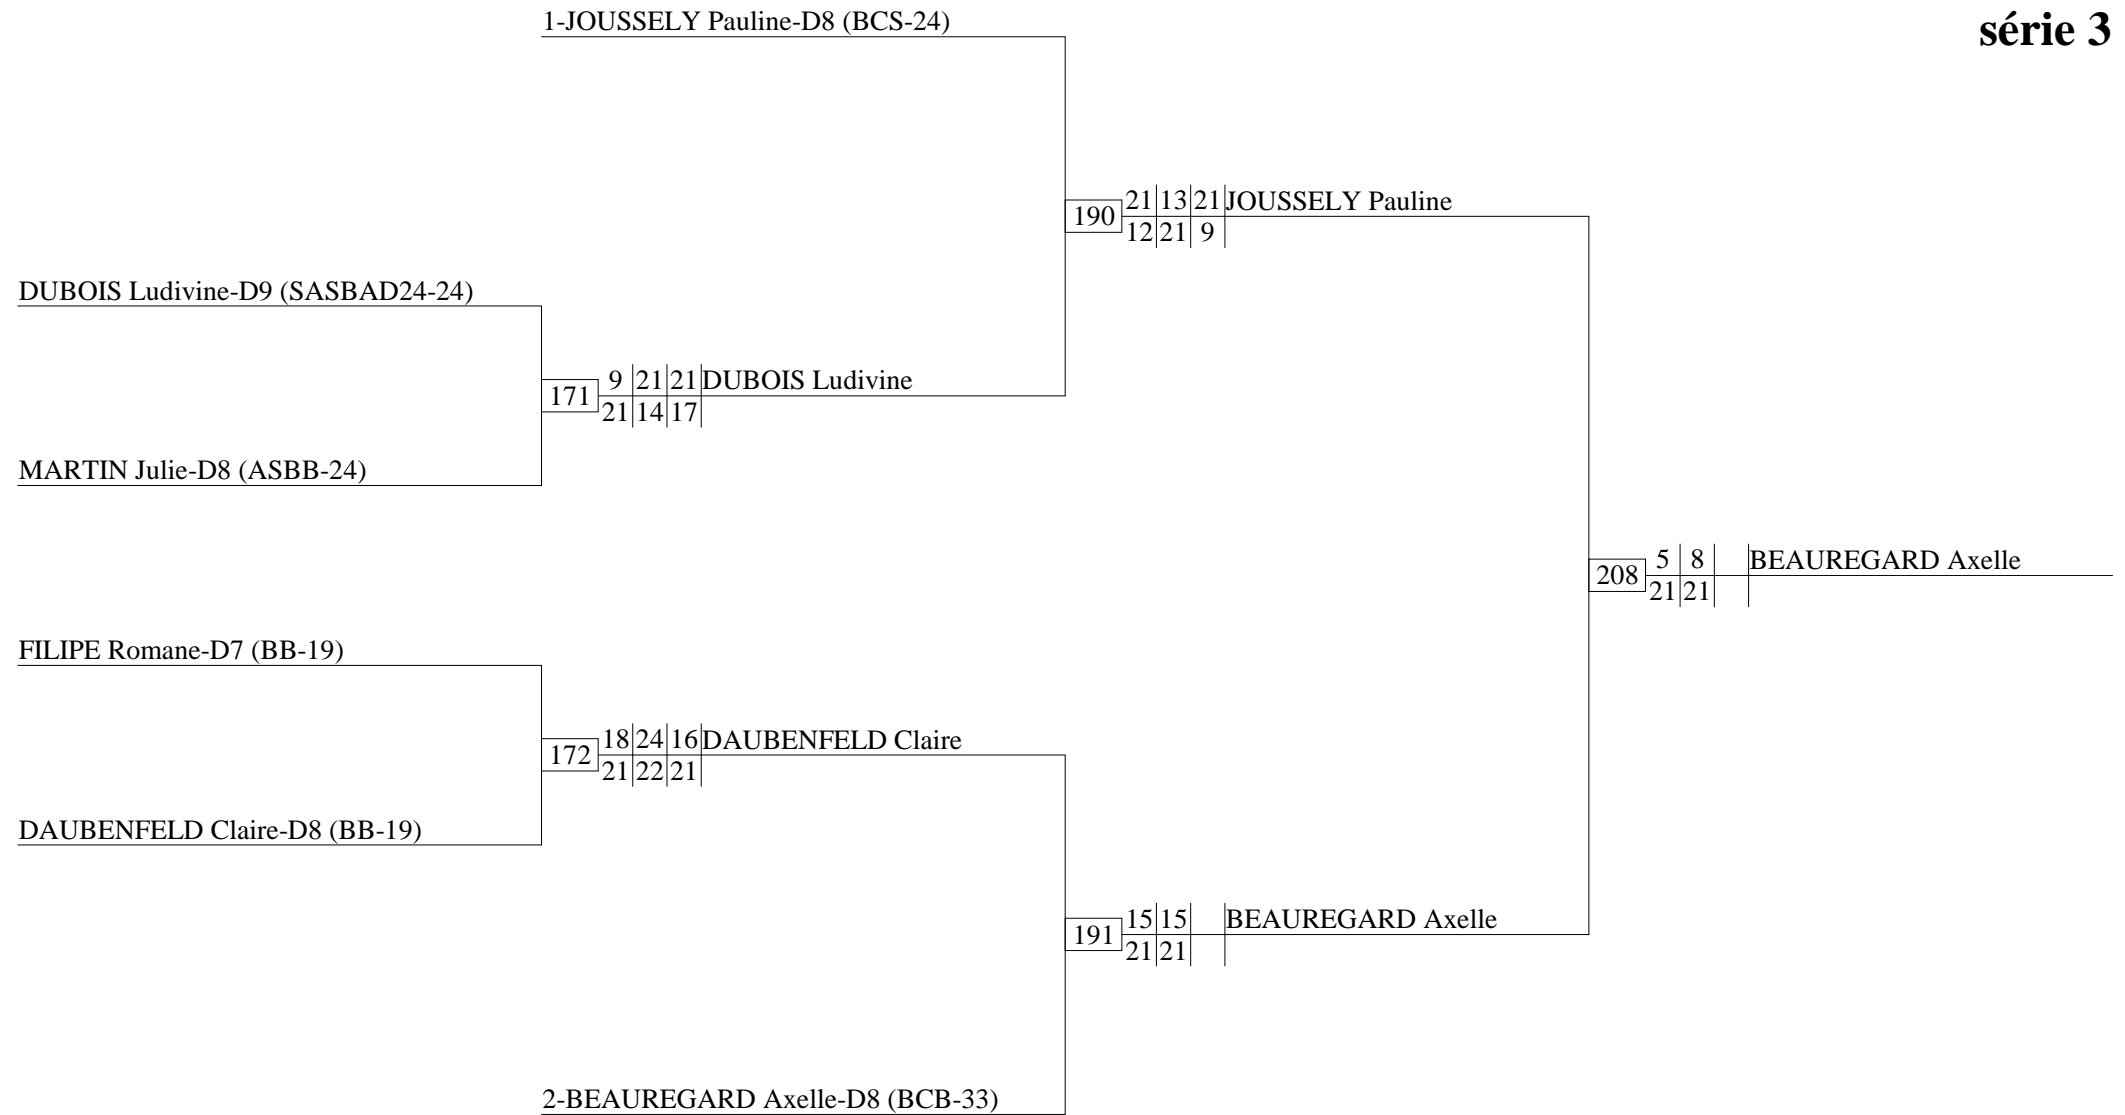 1-JOUSSELY Pauline-D8 (BCS-24)
série 3
21 13 21 JOUSSELY Pauline
190
12 21 9
DUBOIS Ludivine-D9 (SASBAD24-24)
9 21 21 DUBOIS Ludivine
171
21 14 17
MARTIN Julie-D8 (ASBB-24)
5 8 BEAUREGARD Axelle
208
21 21
FILIPE Romane-D7 (BB-19)
18 24 16 DAUBENFELD Claire
172
21 22 21
DAUBENFELD Claire-D8 (BB-19)
15 15 BEAUREGARD Axelle
191
21 21
2-BEAUREGARD Axelle-D8 (BCB-33)